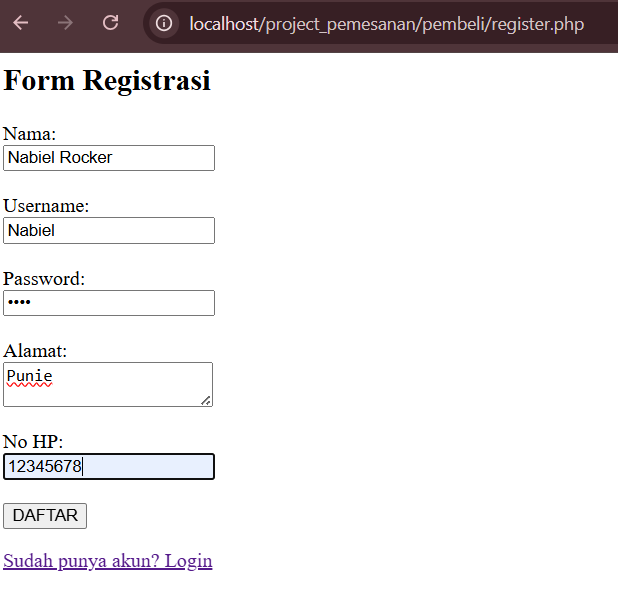 localhost/project_pemesanan/pembeli/register.php
Form Registrasi
Nama:
Nabiel Rocker
Username:
Nabiel
Password:
••••
Alamat:
Punie
No HP:
12345678
DAFTAR
Sudah punya akun? Login